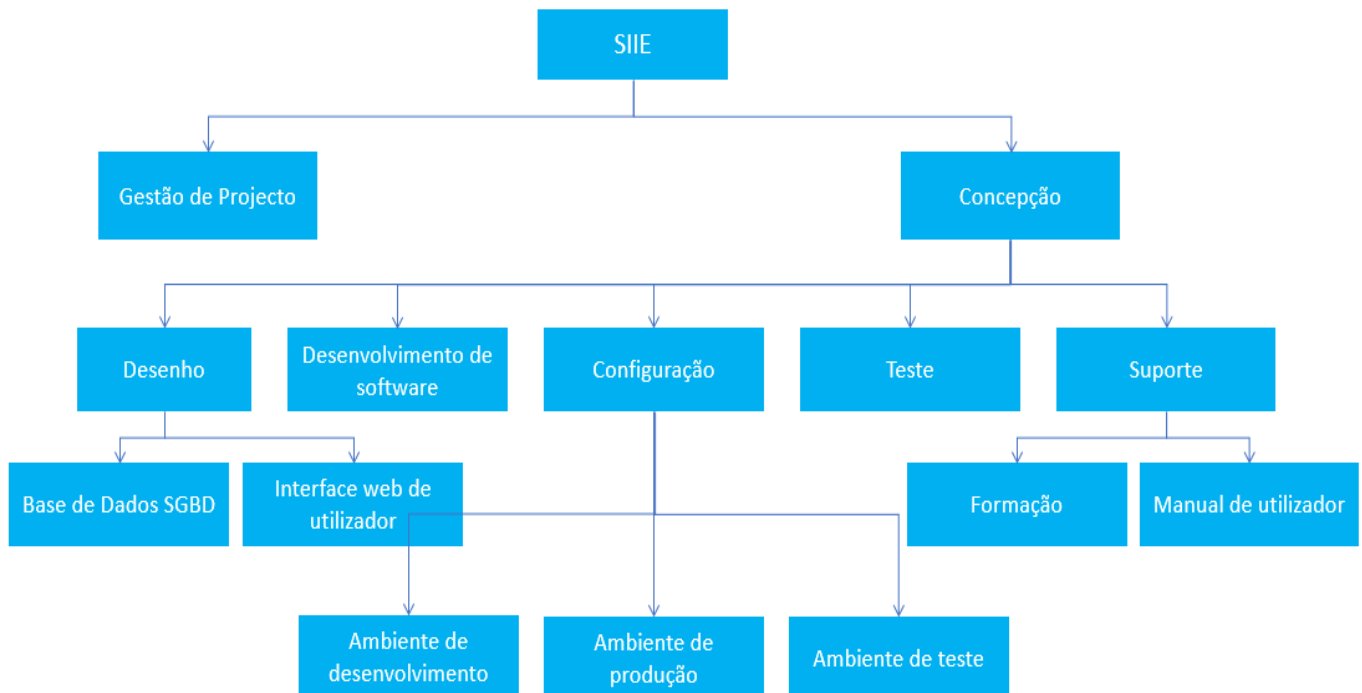 SIIE
Gestão de Projecto
Concepção
Desenho
Desenvolvimento de
software
Configuração
Teste
Suporte
Base de Dados SGBD
Interface web de
utilizador
Formação
Manual de utilizador
Ambiente de
desenvolvimento
Ambiente de
produção
Ambiente de teste